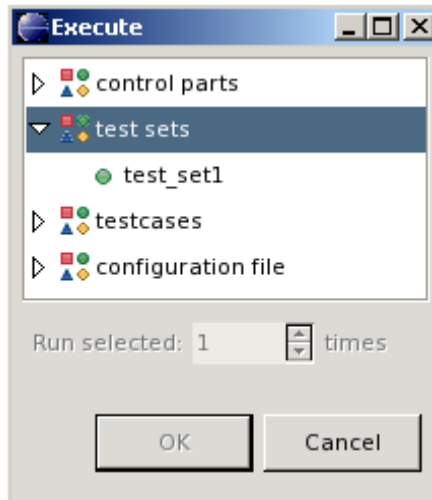 Execute
control parts
test sets
test_set1
testcases
configuration file
Run selected: 1 times
OK Cancel